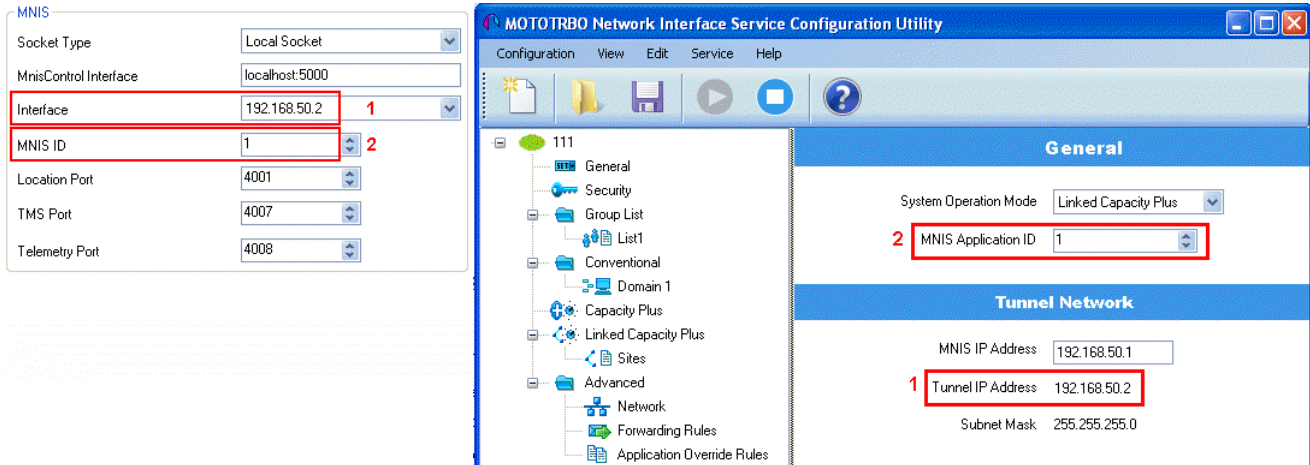 MNIS
Socket Type Local Socket
MnisControl Interface localhost:5000
Interface 192.168.50.2 1
MNIS ID 1 2
Location Port 4001
TMS Port 4007
Telemetry Port 4008
MOTOTRBO Network Interface Service Configuration Utility
Configuration View Edit Service Help
111
SET
General
Security
Group List
List1
Conventional
Domain 1
Capacity Plus
Linked Capacity Plus
Sites
Advanced
Network
Forwarding Rules
Application Override Rules
General
System Operation Mode Linked Capacity Plus
2 MNIS Application ID 1
Tunnel Network
MNIS IP Address 192.168.50.1
1 Tunnel IP Address 192.168.50.2
Subnet Mask 255.255.255.0